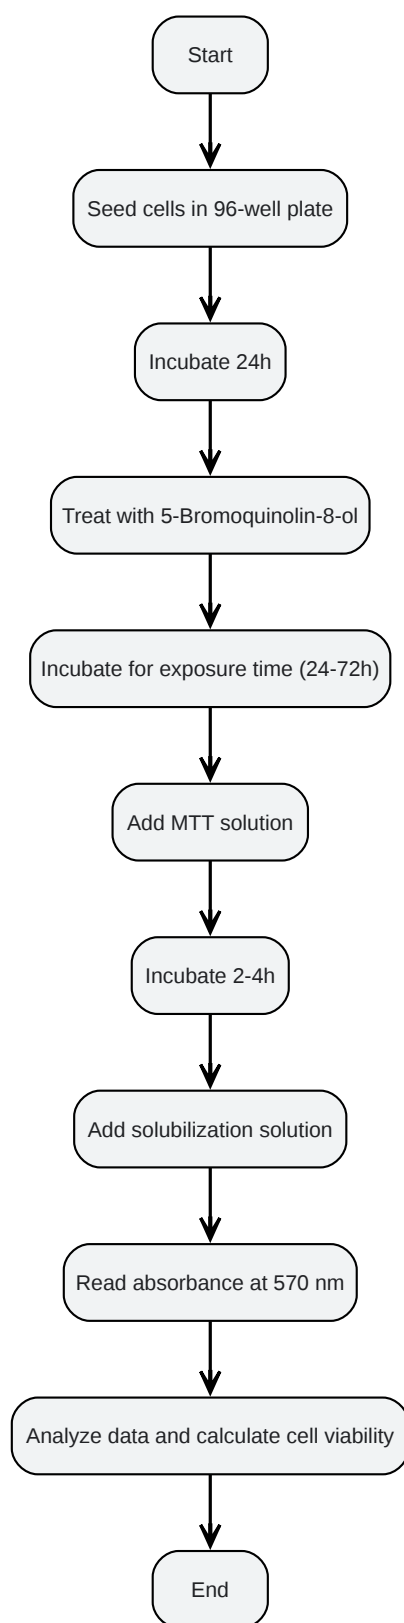 Start
Seed cells in 96-well plate
Incubate 24h
Treat with 5-Bromoquinolin-8-ol
Incubate for exposure time (24-72h)
Add MTT solution
Incubate 2-4h
Add solubilization solution
Read absorbance at 570 nm
Analyze data and calculate cell viability
End